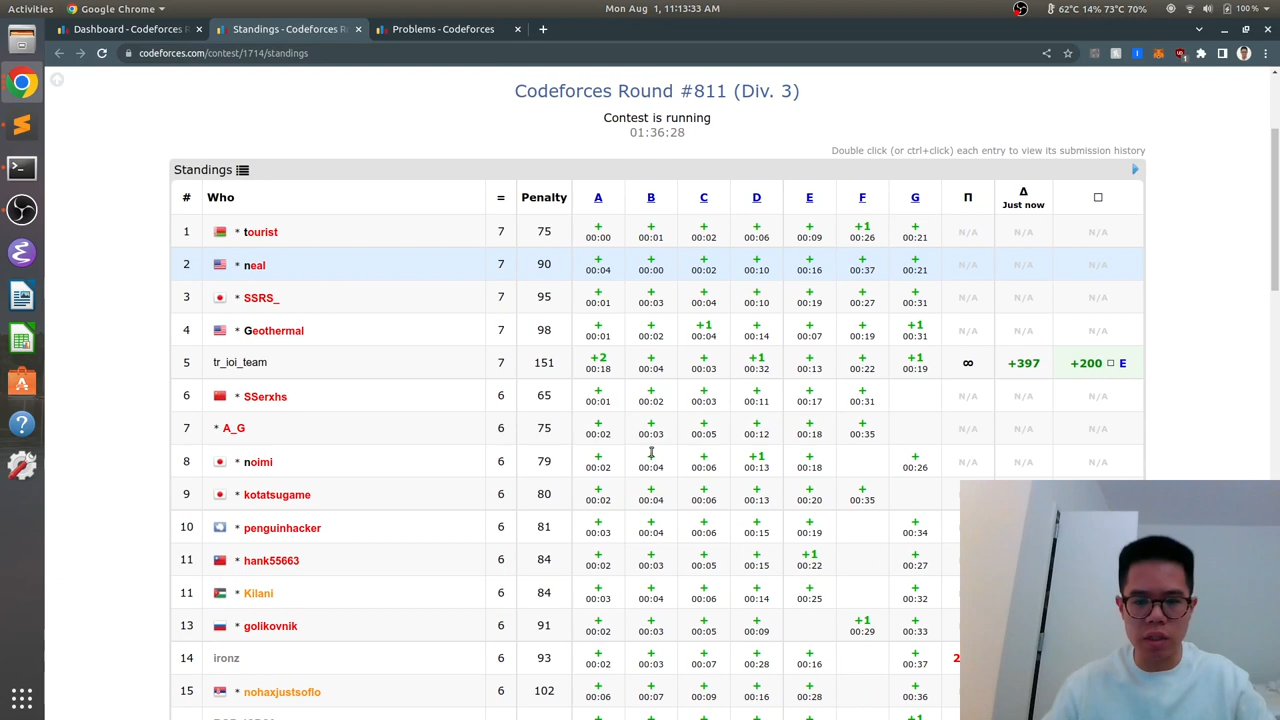 Activities Google Chrome Mon Aug 1, 11:13:33 AM 62°C 14% 73°C 70% 100 %
Dashboard - Codeforces R × Standings - Codeforces R × Problems - Codeforces × +
codeforces.com/contest/1714/standings
Codeforces Round #811 (Div. 3)
Contest is running
01:36:28
Double click (or ctrl+click) each entry to view its submission history
Standings
# Who = Penalty A B C D E F G Π Δ □
Just now
1 * tourist 7 75 + + + + + +1 + N/A N/A N/A
00:00 00:01 00:02 00:06 00:09 00:26 00:21
2 * neal 7 90 + + + + + + + N/A N/A N/A
00:04 00:00 00:02 00:10 00:16 00:37 00:21
3 * SSRS_ 7 95 + + + + + + + N/A N/A N/A
00:01 00:03 00:04 00:10 00:19 00:27 00:31
4 * Geothermal 7 98 + + +1 + + + +1 N/A N/A N/A
00:01 00:02 00:04 00:14 00:07 00:19 00:31
5 tr_ioi_team 7 151 +2 + + +1 + + +1 ∞ +397 +200 □ E
00:18 00:04 00:03 00:32 00:13 00:22 00:19
6 * SSerxhs 6 65 + + + + + + N/A N/A N/A
00:01 00:02 00:03 00:11 00:17 00:31
7 * A_G 6 75 + + + + + + N/A N/A N/A
00:02 00:03 00:05 00:12 00:18 00:35
8 * noimi 6 79 + + + +1 + + N/A N/A N/A
00:02 00:04 00:06 00:13 00:18 00:26
9 * kotatsugame 6 80 + + + + + +
00:02 00:04 00:06 00:13 00:20 00:35
10 * penguinhacker 6 81 + + + + + +
00:03 00:04 00:06 00:15 00:19 00:34
11 * hank55663 6 84 + + + + +1 +
00:02 00:03 00:05 00:15 00:22 00:27
11 * Kilani 6 84 + + + + + +
00:03 00:04 00:06 00:14 00:25 00:32
13 * golikovnik 6 91 + + + + +1 +
00:02 00:03 00:05 00:09 00:29 00:33
14 ironz 6 93 + + + + + + 2
00:02 00:03 00:07 00:28 00:16 00:37
15 * nohaxjustsoflo 6 102 + + + + + +
00:06 00:07 00:09 00:16 00:28 00:36
+ + + + + +1